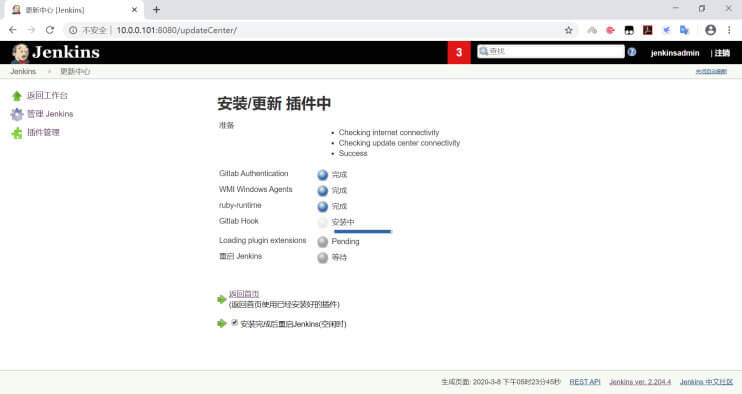 更新中心 [Jenkins]
不安全 | 10.0.0.101:8080/updateCenter/
Jenkins
3
查找
jenkinsadmin
| 注销
Jenkins
更新中心
返回工作台
管理 Jenkins
插件管理
安装/更新 插件中
准备
Checking internet connectivity
Checking update center connectivity
Success
Gitlab Authentication 完成
WMI Windows Agents 完成
ruby-runtime 完成
Gitlab Hook 安装中
Loading plugin extensions Pending
重启 Jenkins 等待
返回首页
(返回首页使用已经安装好的插件)
安装完成后重启Jenkins(空闲时)
生成页面: 2020-3-8 下午05时23分45秒 REST API Jenkins ver. 2.204.4 Jenkins 中文社区